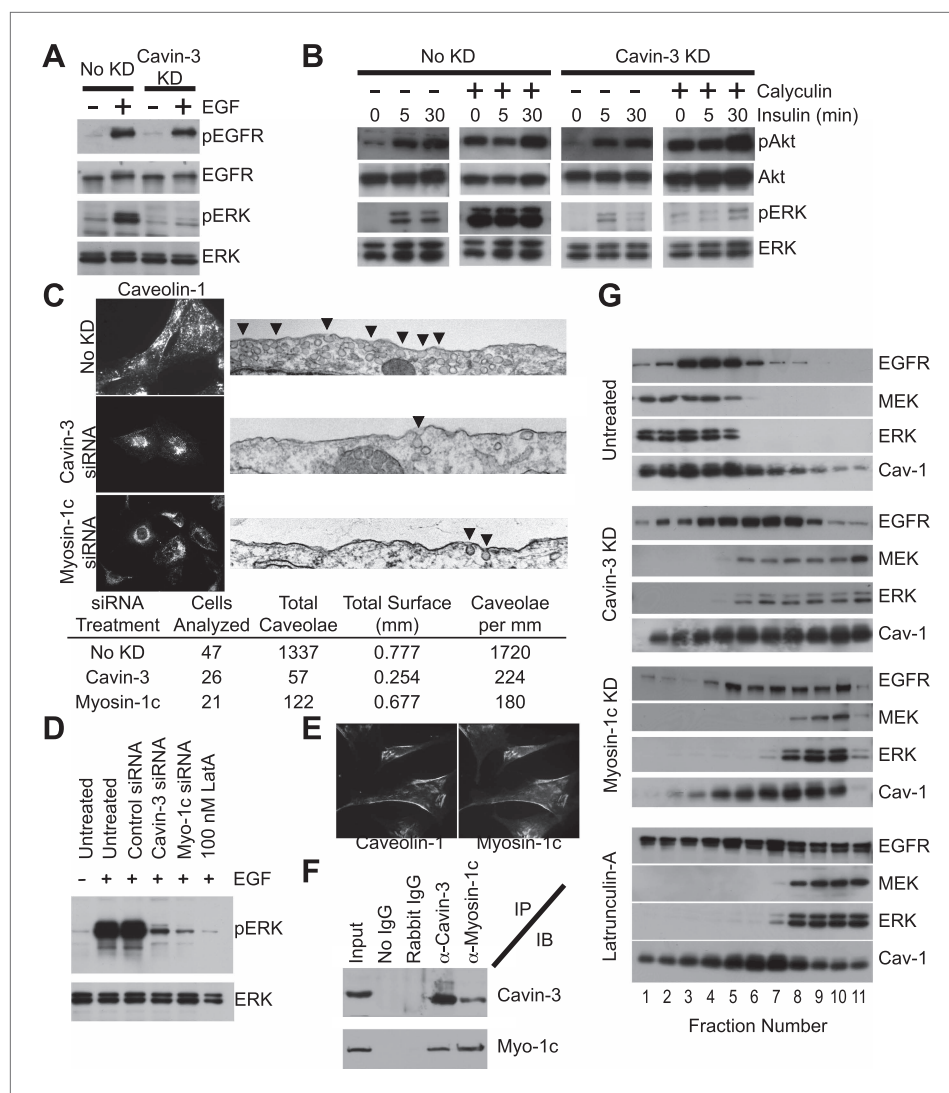 A
No KD
Cavin-3 KD
- + - + EGF
pEGFR
EGFR
pERK
ERK
B
No KD Cavin-3 KD
- - - + + + - - - + + + Calyculin
0 5 30 0 5 30 0 5 30 0 5 30 Insulin (min)
pAkt
Akt
pERK
ERK
C
Caveolin-1
No KD
Cavin-3 siRNA
Myosin-1c siRNA
siRNA Treatment Cells Analyzed Total Caveolae Total Surface (mm) Caveolae per mm
No KD 47 1337 0.777 1720
Cavin-3 26 57 0.254 224
Myosin-1c 21 122 0.677 180
D
Untreated
Untreated
Control siRNA
Cavin-3 siRNA
Myo-1c siRNA
100 nM LatA
- + + + + + EGF
pERK
ERK
E
Caveolin-1 Myosin-1c
F
Input
No IgG
Rabbit IgG
α-Cavin-3
α-Myosin-1c
IP
IB
Cavin-3
Myo-1c
G
Untreated
EGFR
MEK
ERK
Cav-1
Cavin-3 KD
EGFR
MEK
ERK
Cav-1
Myosin-1c KD
EGFR
MEK
ERK
Cav-1
Latrunculin-A
EGFR
MEK
ERK
Cav-1
1 2 3 4 5 6 7 8 9 10 11
Fraction Number